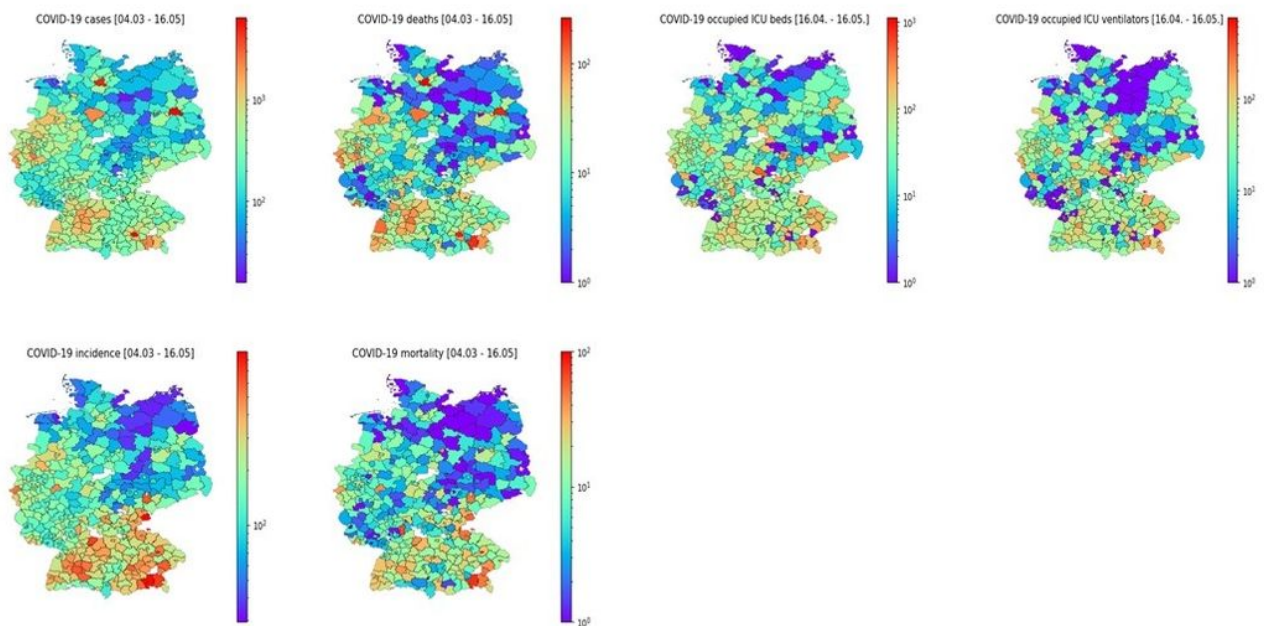 COVID-19 cases [04.03 - 16.05]
10³
10²
COVID-19 deaths [04.03 - 16.05]
10²
10¹
10⁰
COVID-19 occupied ICU beds [16.04. - 16.05.]
10³
10²
10¹
10⁰
COVID-19 occupied ICU ventilators [16.04. - 16.05.]
10²
10¹
10⁰
COVID-19 incidence [04.03 - 16.05]
10²
COVID-19 mortality [04.03 - 16.05]
10²
10¹
10⁰